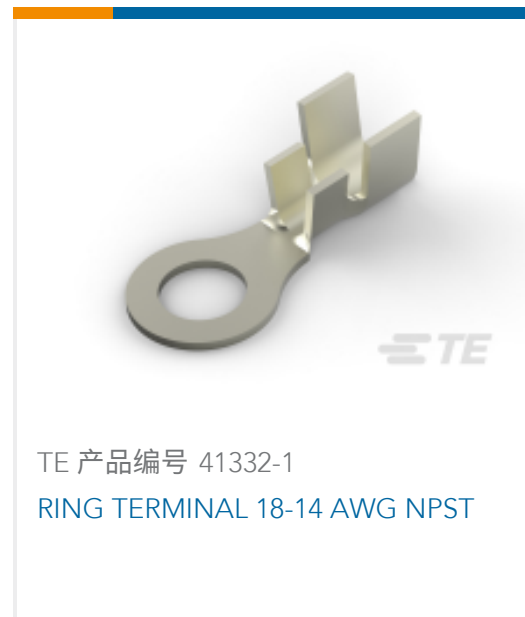 TE
TE 产品编号 41332-1
RING TERMINAL 18-14 AWG NPST